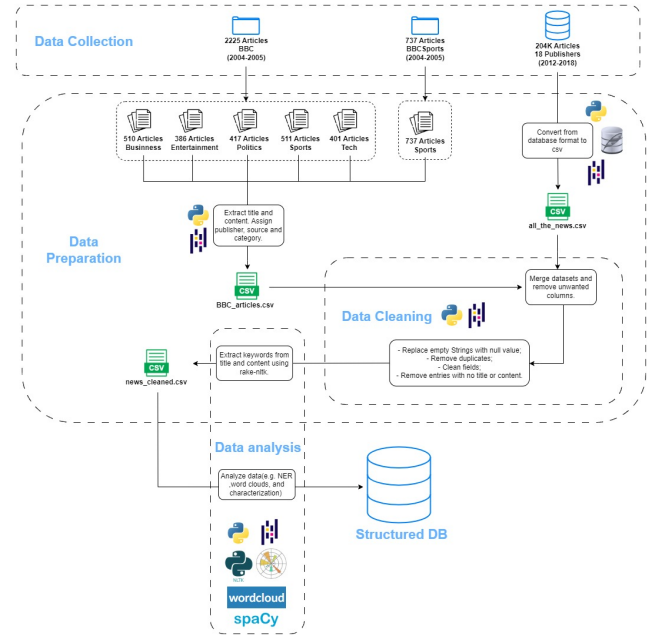 Data Collection
2225 Articles
BBC
(2004-2005)
737 Articles
BBC Sports
(2004-2005)
204K Articles
18 Publishers
(2012-2018)
510 Articles
Businness
386 Articles
Entertainment
417 Articles
Politics
511 Articles
Sports
401 Articles
Tech
737 Articles
Sports
Convert from
database format to
csv
Data
Preparation
Extract title and
content. Assign
publisher, source and
category.
CSV
all_the_news.csv
CSV
BBC_articles.csv
Merge datasets and
remove unwanted
columns.
Data Cleaning
- Replace empty Strings with null value;
- Remove duplicates;
- Clean fields;
- Remove entries with no title or content.
Extract keywords from
title and content using
rake-nltk.
CSV
news_cleaned.csv
Data analysis
Analyze data(e.g. NER
,word clouds, and
characterization)
Structured DB
NLTK
wordcloud
spaCy